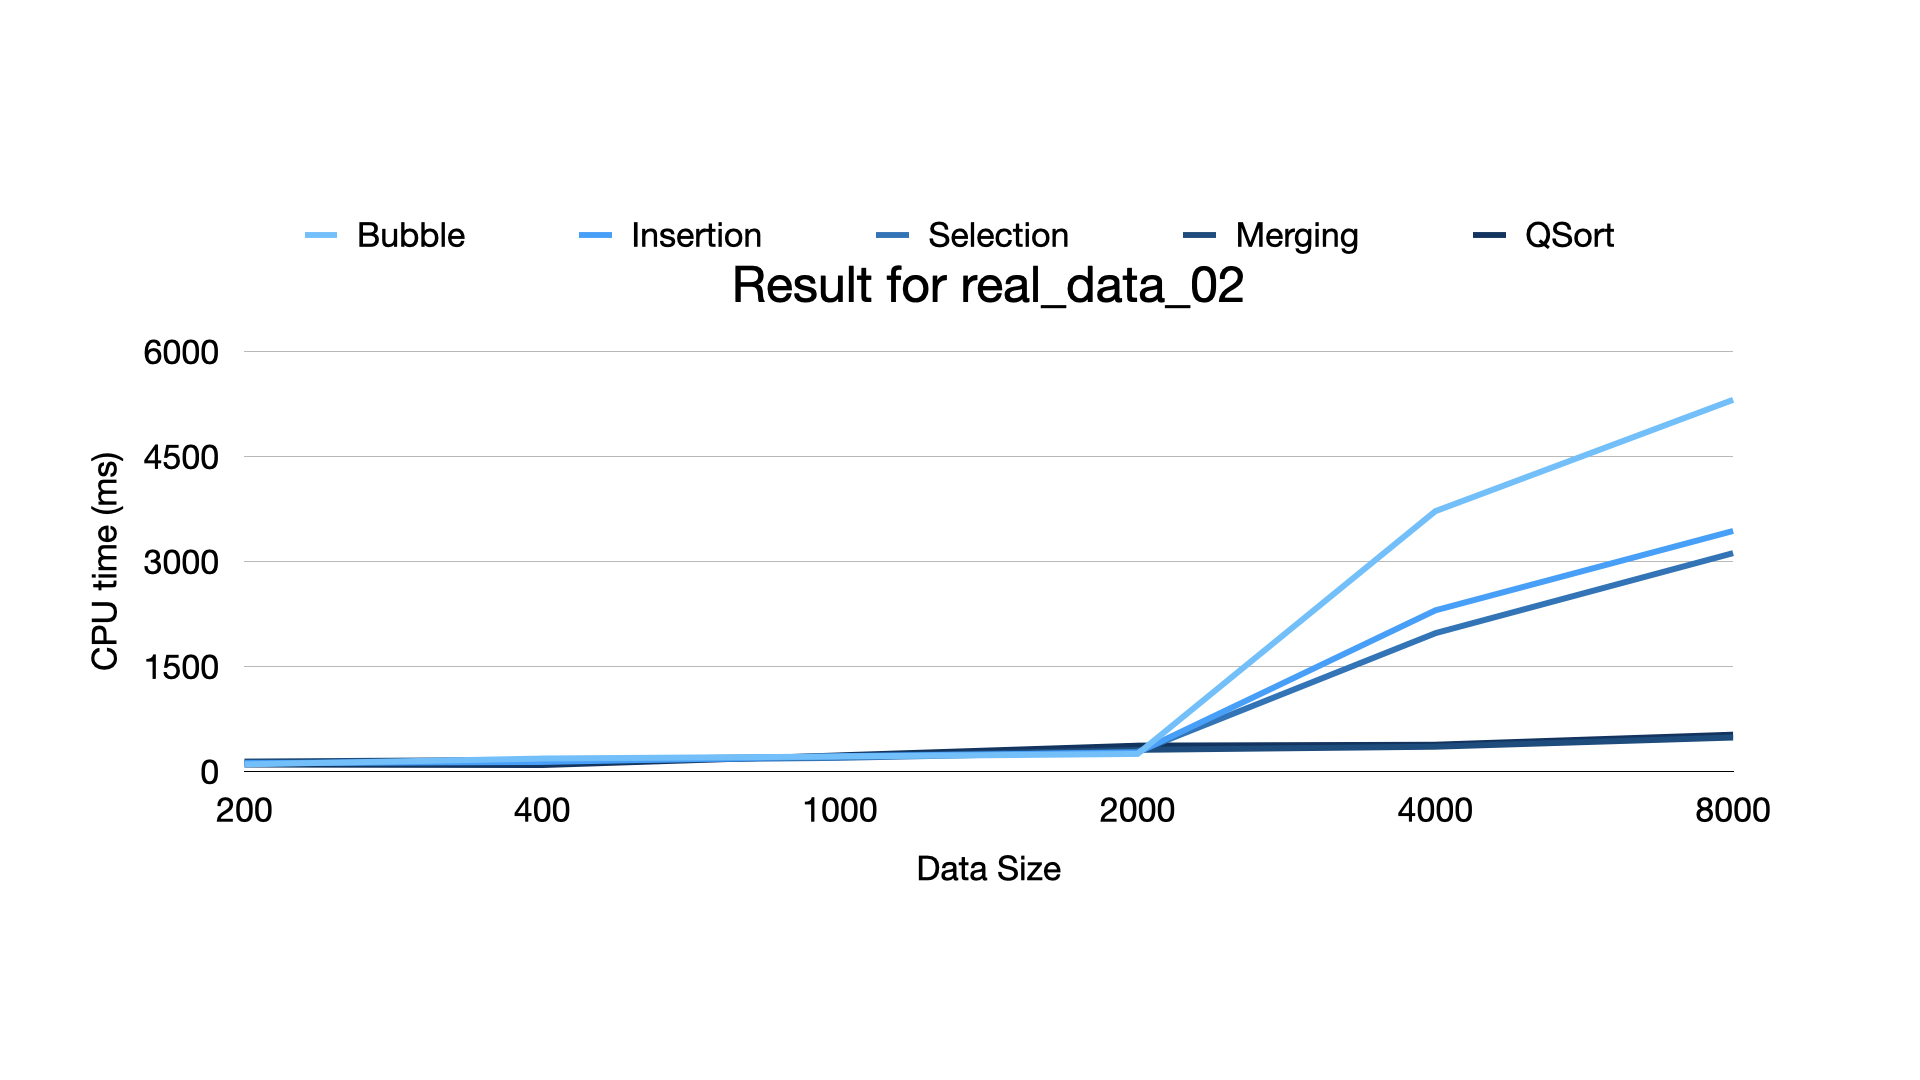 Bubble Insertion Selection Merging QSort
Result for real_data_02
6000
4500
3000
1500
0
CPU time (ms)
200 400 1000 2000 4000 8000
Data Size